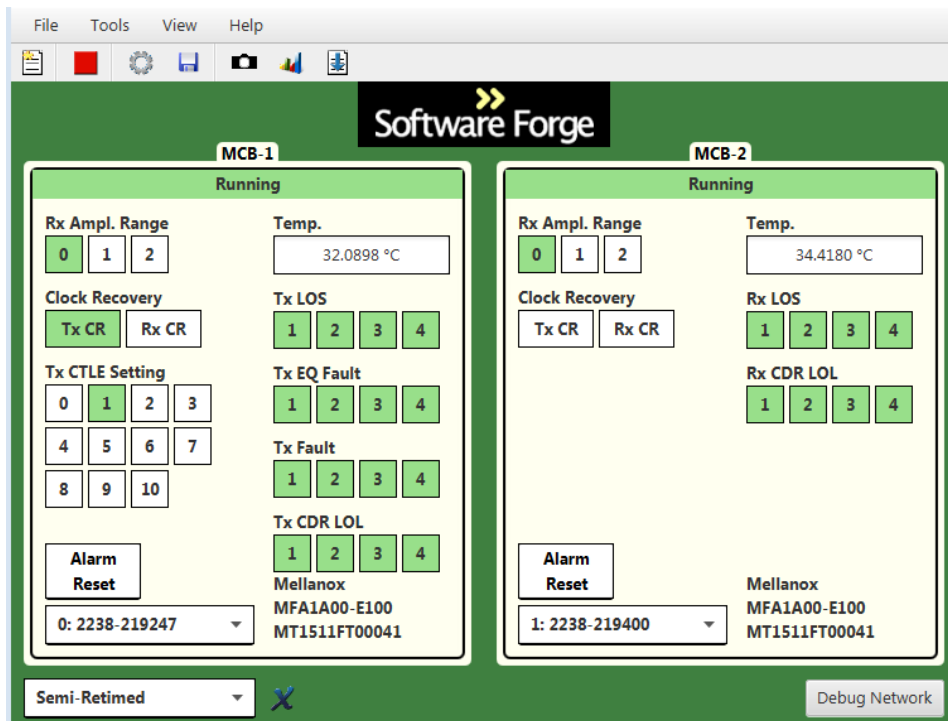 File Tools View Help
Software Forge
MCB-1
Running
Rx Ampl. Range
0 1 2
Temp.
32.0898 °C
Clock Recovery
Tx CR Rx CR
Tx LOS
1 2 3 4
Tx CTLE Setting
0 1 2 3
4 5 6 7
8 9 10
Tx EQ Fault
1 2 3 4
Tx Fault
1 2 3 4
Tx CDR LOL
1 2 3 4
Alarm
Reset
Mellanox
MFA1A00-E100
MT1511FT00041
0: 2238-219247
MCB-2
Running
Rx Ampl. Range
0 1 2
Temp.
34.4180 °C
Clock Recovery
Tx CR Rx CR
Rx LOS
1 2 3 4
Rx CDR LOL
1 2 3 4
Alarm
Reset
Mellanox
MFA1A00-E100
MT1511FT00041
1: 2238-219400
Semi-Retimed
Debug Network